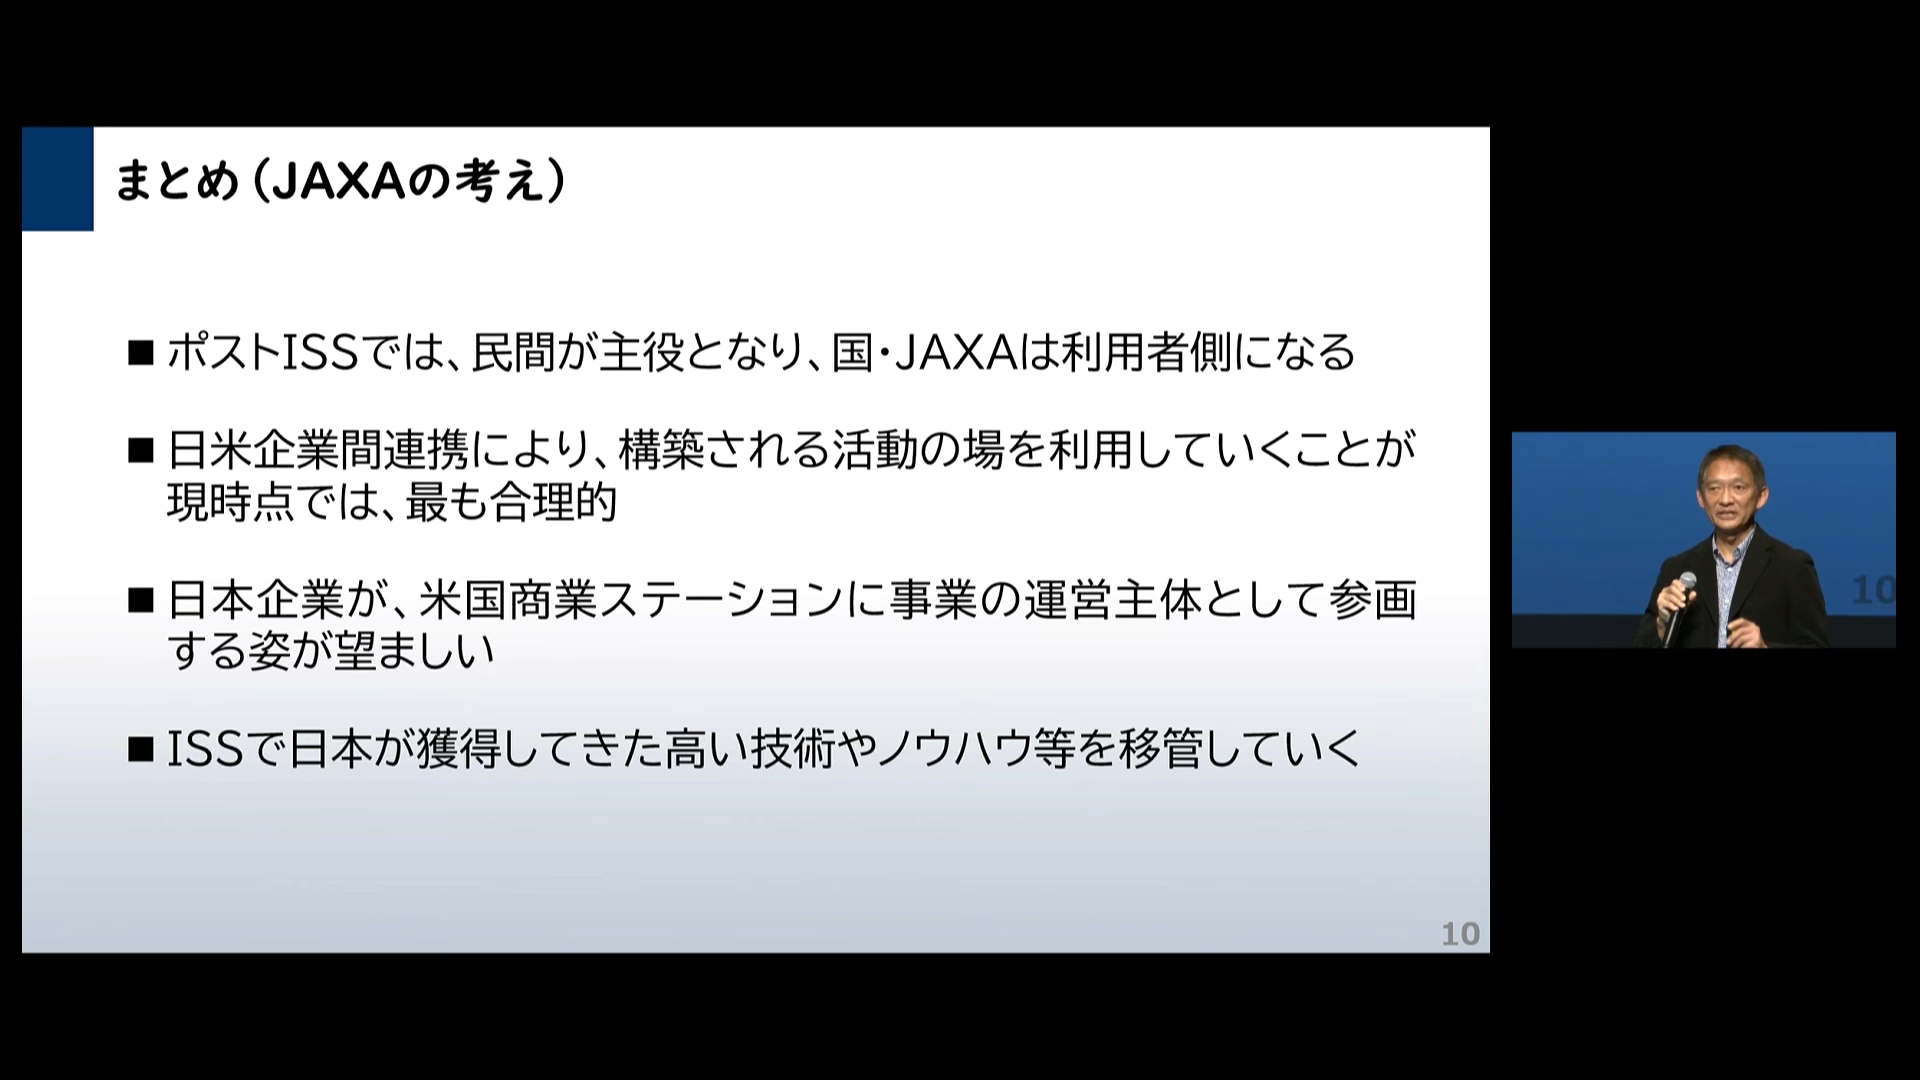 まとめ（JAXAの考え）
■ ポストISSでは、民間が主役となり、国・JAXAは利用者側になる
■ 日米企業間連携により、構築される活動の場を利用していくことが
現時点では、最も合理的
■ 日本企業が、米国商業ステーションに事業の運営主体として参画
する姿が望ましい
■ ISSで日本が獲得してきた高い技術やノウハウ等を移管していく
10
10